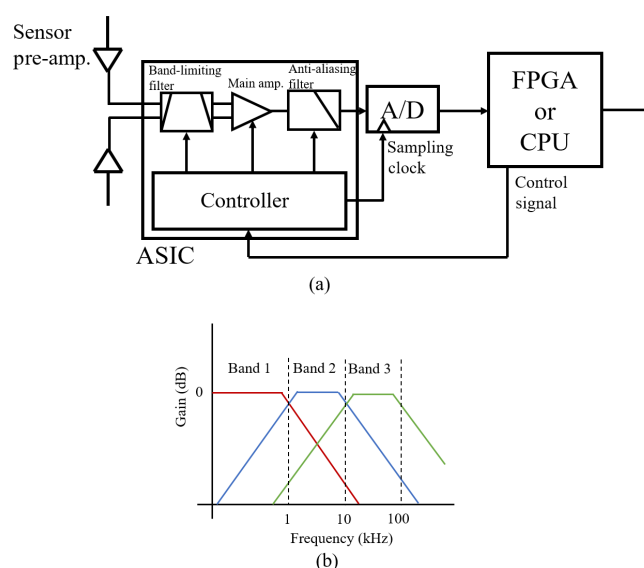 Sensor
pre-amp.
Band-limiting
filter
Main amp.
Anti-aliasing
filter
A/D
Sampling
clock
FPGA
or
CPU
Control
signal
Controller
ASIC
(a)
Band 1 Band 2 Band 3
0
Gain (dB)
1 10 100
Frequency (kHz)
(b)